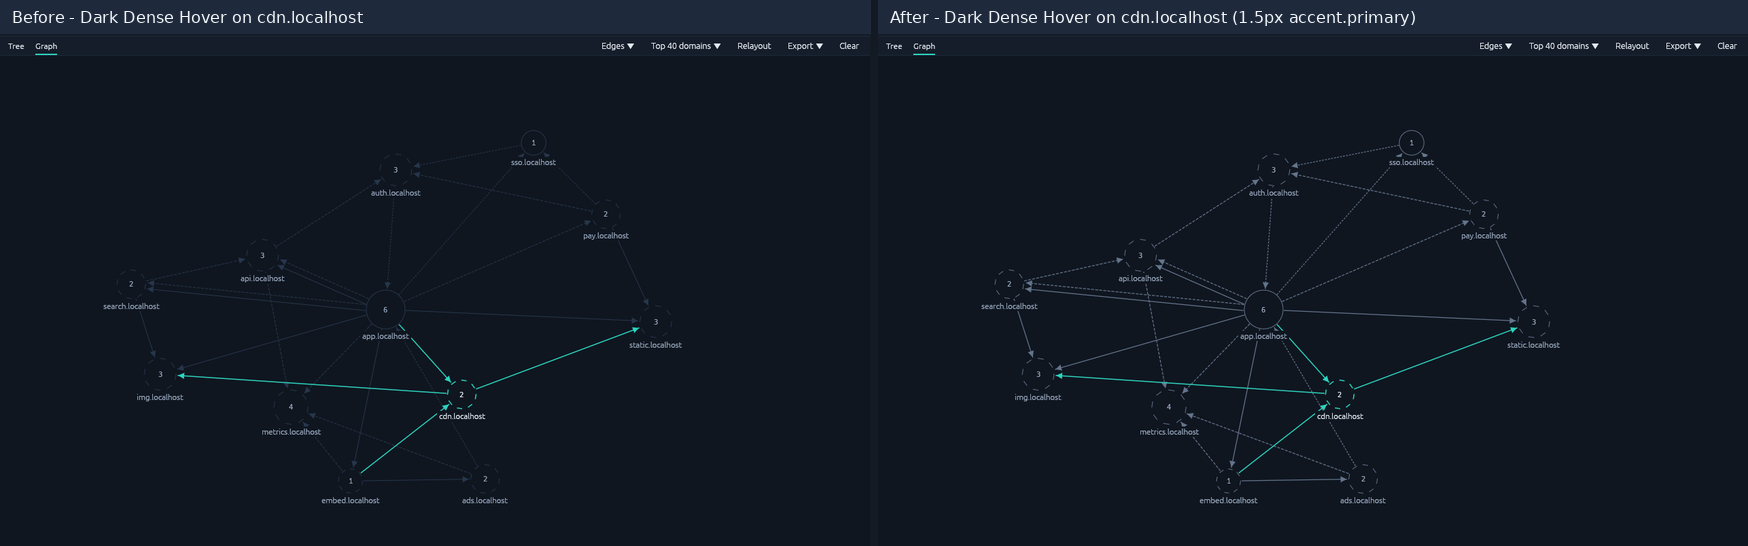 Before - Dark Dense Hover on cdn.localhost
Tree Graph Edges ▼ Top 40 domains ▼ Relayout Export ▼ Clear
1
sso.localhost
3
auth.localhost
2
pay.localhost
3
api.localhost
2
search.localhost
6
app.localhost
3
static.localhost
3
img.localhost
2
cdn.localhost
4
metrics.localhost
1
embed.localhost
2
ads.localhost
After - Dark Dense Hover on cdn.localhost (1.5px accent.primary)
Tree Graph Edges ▼ Top 40 domains ▼ Relayout Export ▼ Clear
1
sso.localhost
3
auth.localhost
2
pay.localhost
3
api.localhost
2
search.localhost
6
app.localhost
3
static.localhost
3
img.localhost
2
cdn.localhost
4
metrics.localhost
1
embed.localhost
2
ads.localhost